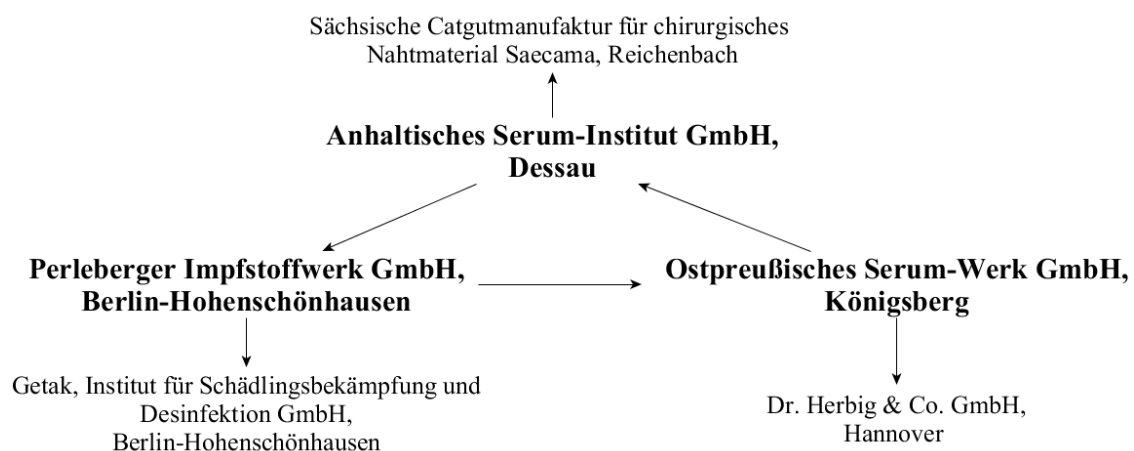 Sächsische Catgutmanufaktur für chirurgisches
Nahtmaterial Saecama, Reichenbach
Anhaltisches Serum-Institut GmbH,
Dessau
Perleberger Impfstoffwerk GmbH,
Berlin-Hohenschönhausen
Ostpreußisches Serum-Werk GmbH,
Königsberg
Getak, Institut für Schädlingsbekämpfung und
Desinfektion GmbH,
Berlin-Hohenschönhausen
Dr. Herbig & Co. GmbH,
Hannover